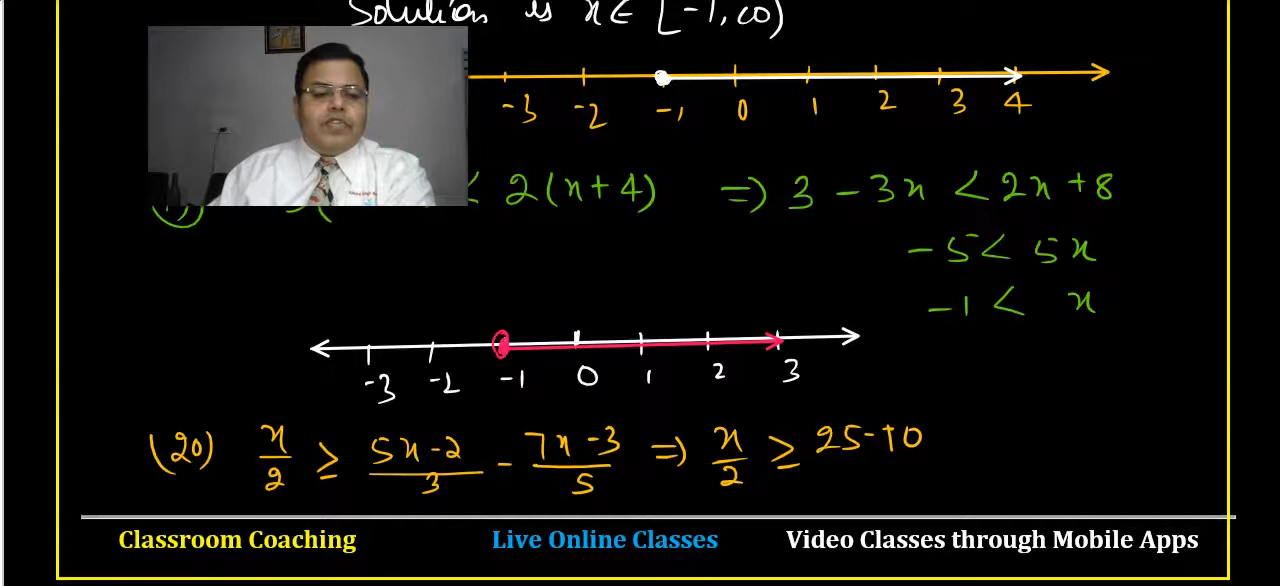 Solution is x ∈ [-1, ∞)
-3 -2 -1 0 1 2 3 4
< 2(x+4) ⇒ 3 - 3x < 2x + 8
-5 < 5x
-1 < x
-3 -2 -1 0 1 2 3
(20) x/2 ≥ (5x-2)/3 - (7x-3)/5 ⇒ x/2 ≥ 25-10
Classroom Coaching Live Online Classes Video Classes through Mobile Apps